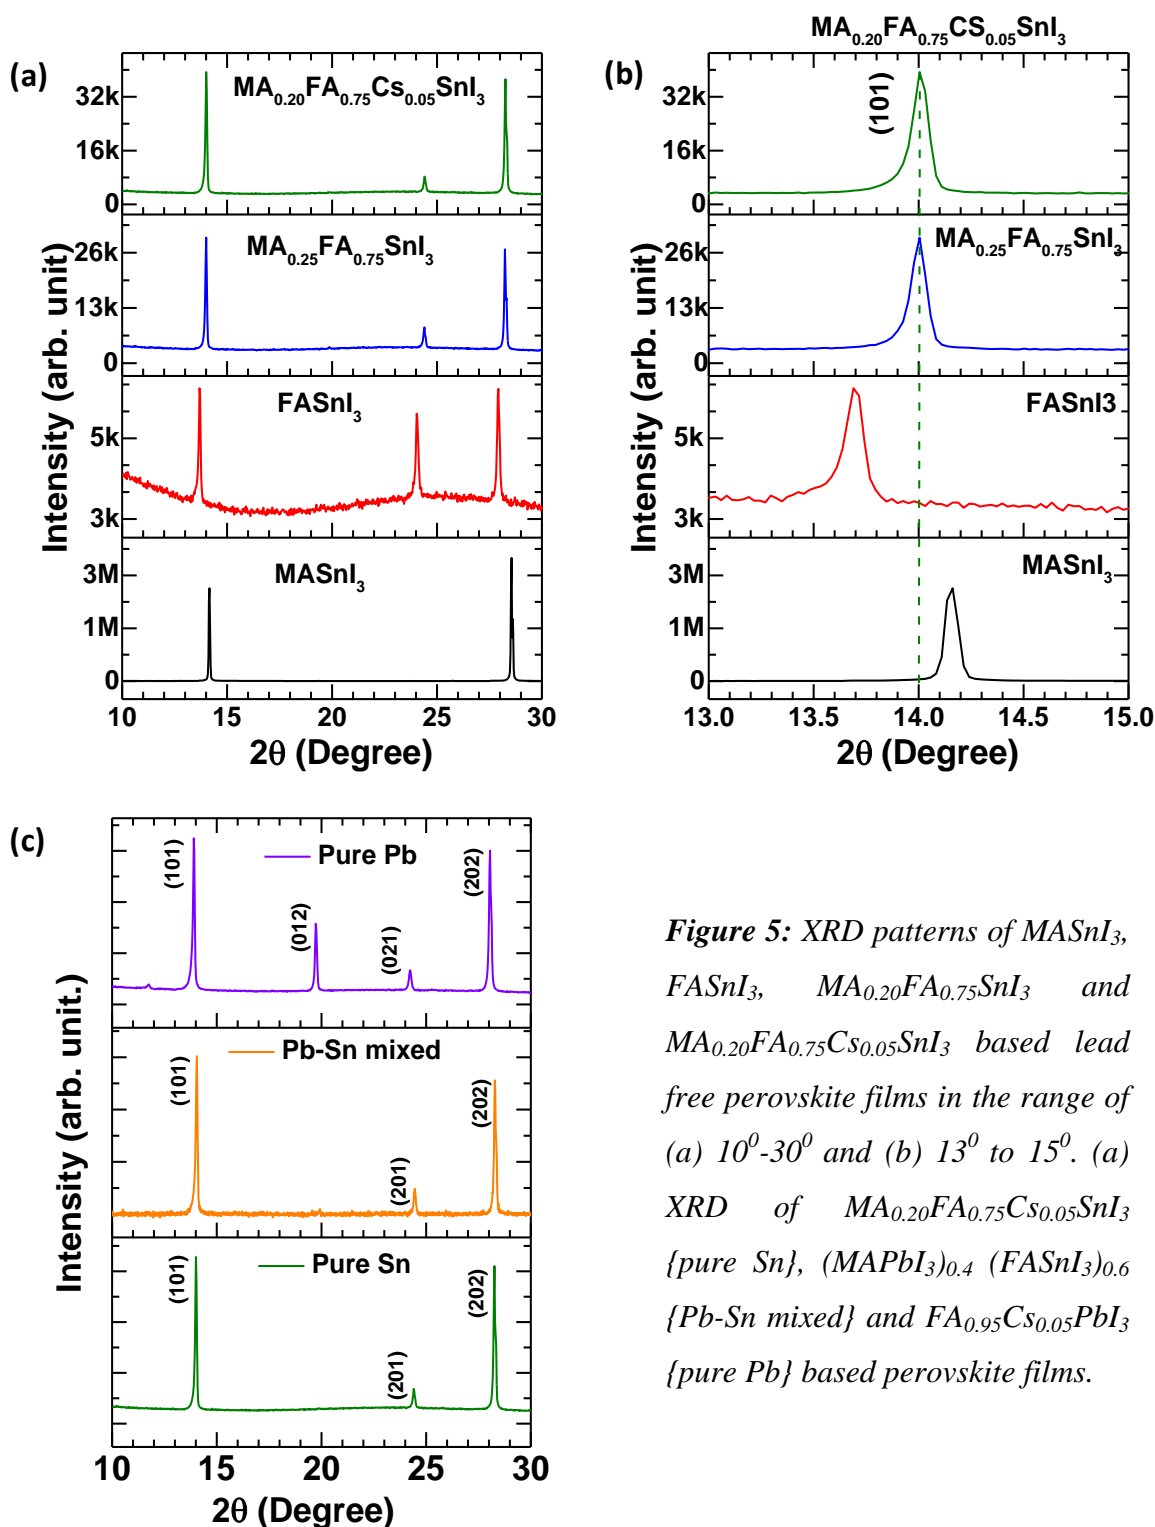 (a)
MA0.20FA0.75Cs0.05SnI3
32k
16k
0
MA0.25FA0.75SnI3
26k
13k
0
FASnI3
5k
3k
MASnI3
3M
1M
0
Intensity (arb. unit)
10 15 20 25 30
2θ (Degree)
(b)
MA0.20FA0.75CS0.05SnI3
(101)
32k
16k
0
MA0.25FA0.75SnI3
26k
13k
0
FASnI3
5k
3k
MASnI3
3M
1M
0
Intensity (arb. unit)
13.0 13.5 14.0 14.5 15.0
2θ (Degree)
(c)
Pure Pb
(101)
(012)
(021)
(202)
Pb-Sn mixed
(101)
(201)
(202)
Pure Sn
(101)
(201)
(202)
Intensity (arb. unit.)
10 15 20 25 30
2θ (Degree)
Figure 5: XRD patterns of MASnI3,
FASnI3, MA0.20FA0.75SnI3 and
MA0.20FA0.75Cs0.05SnI3 based lead
free perovskite films in the range of
(a) 10⁰-30⁰ and (b) 13⁰ to 15⁰. (a)
XRD of MA0.20FA0.75Cs0.05SnI3
{pure Sn}, (MAPbI3)0.4 (FASnI3)0.6
{Pb-Sn mixed} and FA0.95Cs0.05PbI3
{pure Pb} based perovskite films.